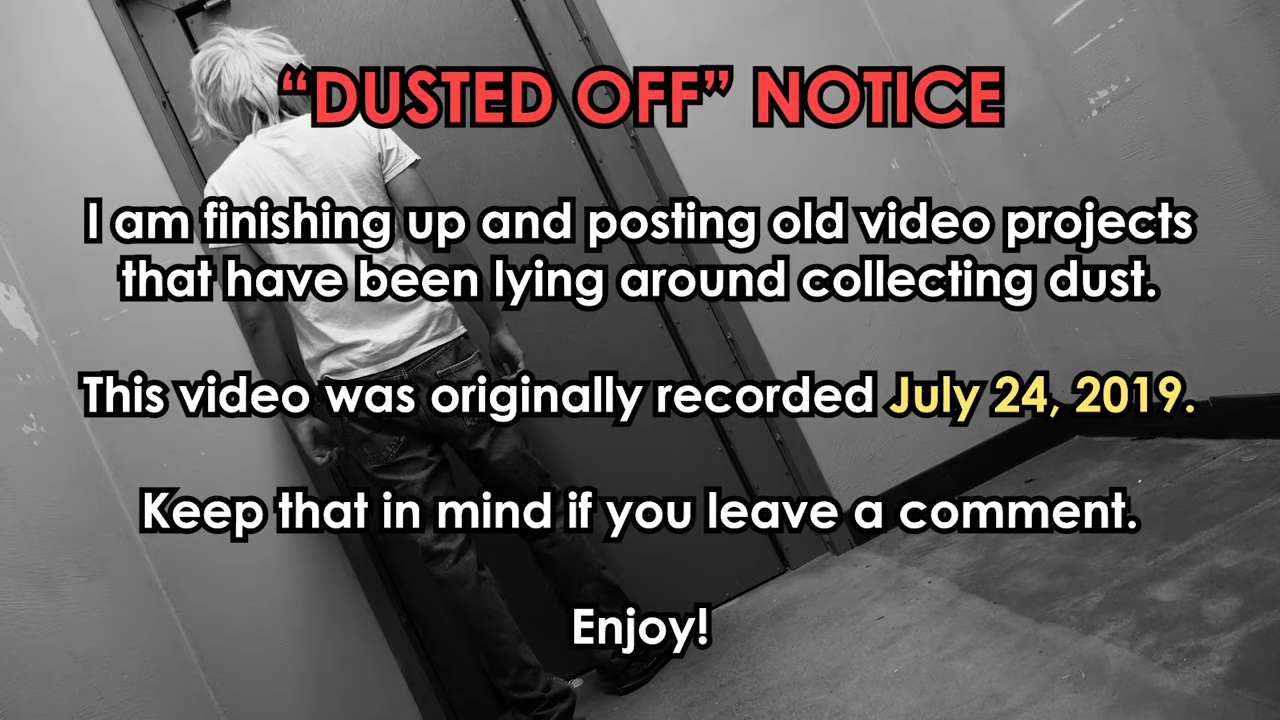 “DUSTED OFF” NOTICE
I am finishing up and posting old video projects
that have been lying around collecting dust.
This video was originally recorded July 24, 2019.
Keep that in mind if you leave a comment.
Enjoy!